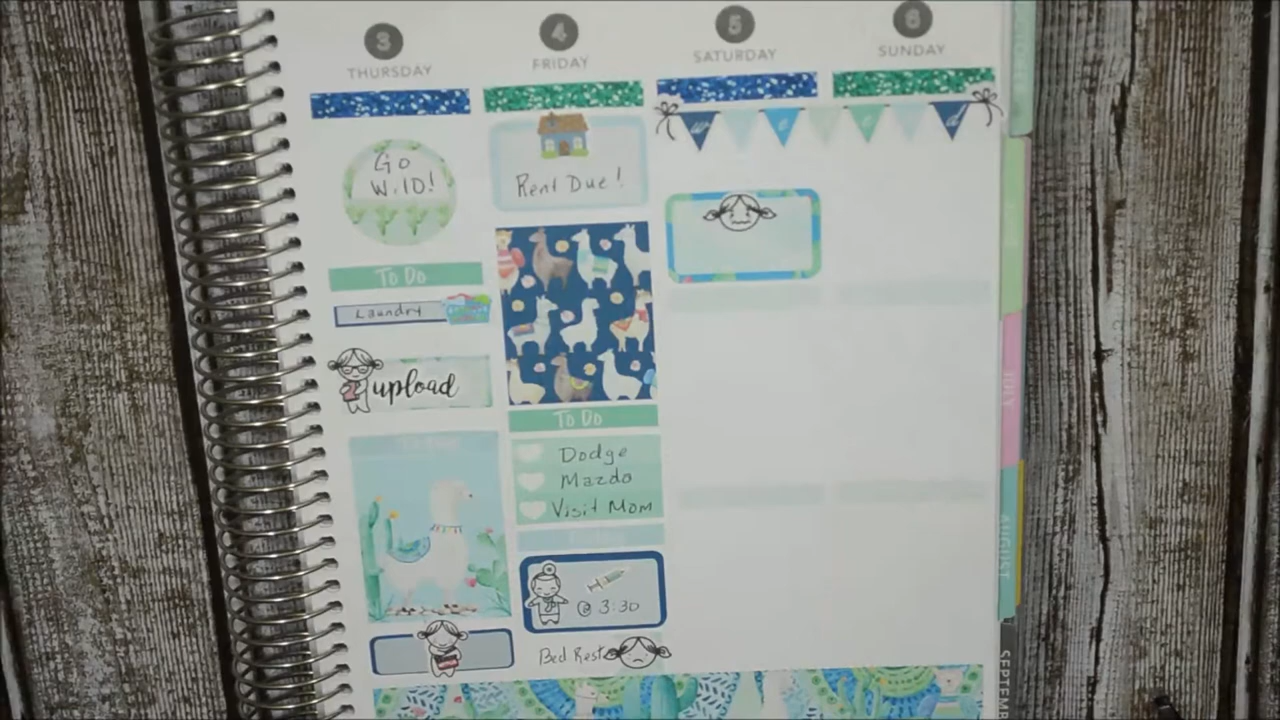 3
THURSDAY
4
FRIDAY
5
SATURDAY
6
SUNDAY
Go
Wild!
Rent Due!
To Do
Laundry
upload
To Do
Dodge
Mazda
Visit Mom
@ 3:30
Bed Rest
JULY
AUGUST
SEPTEMB